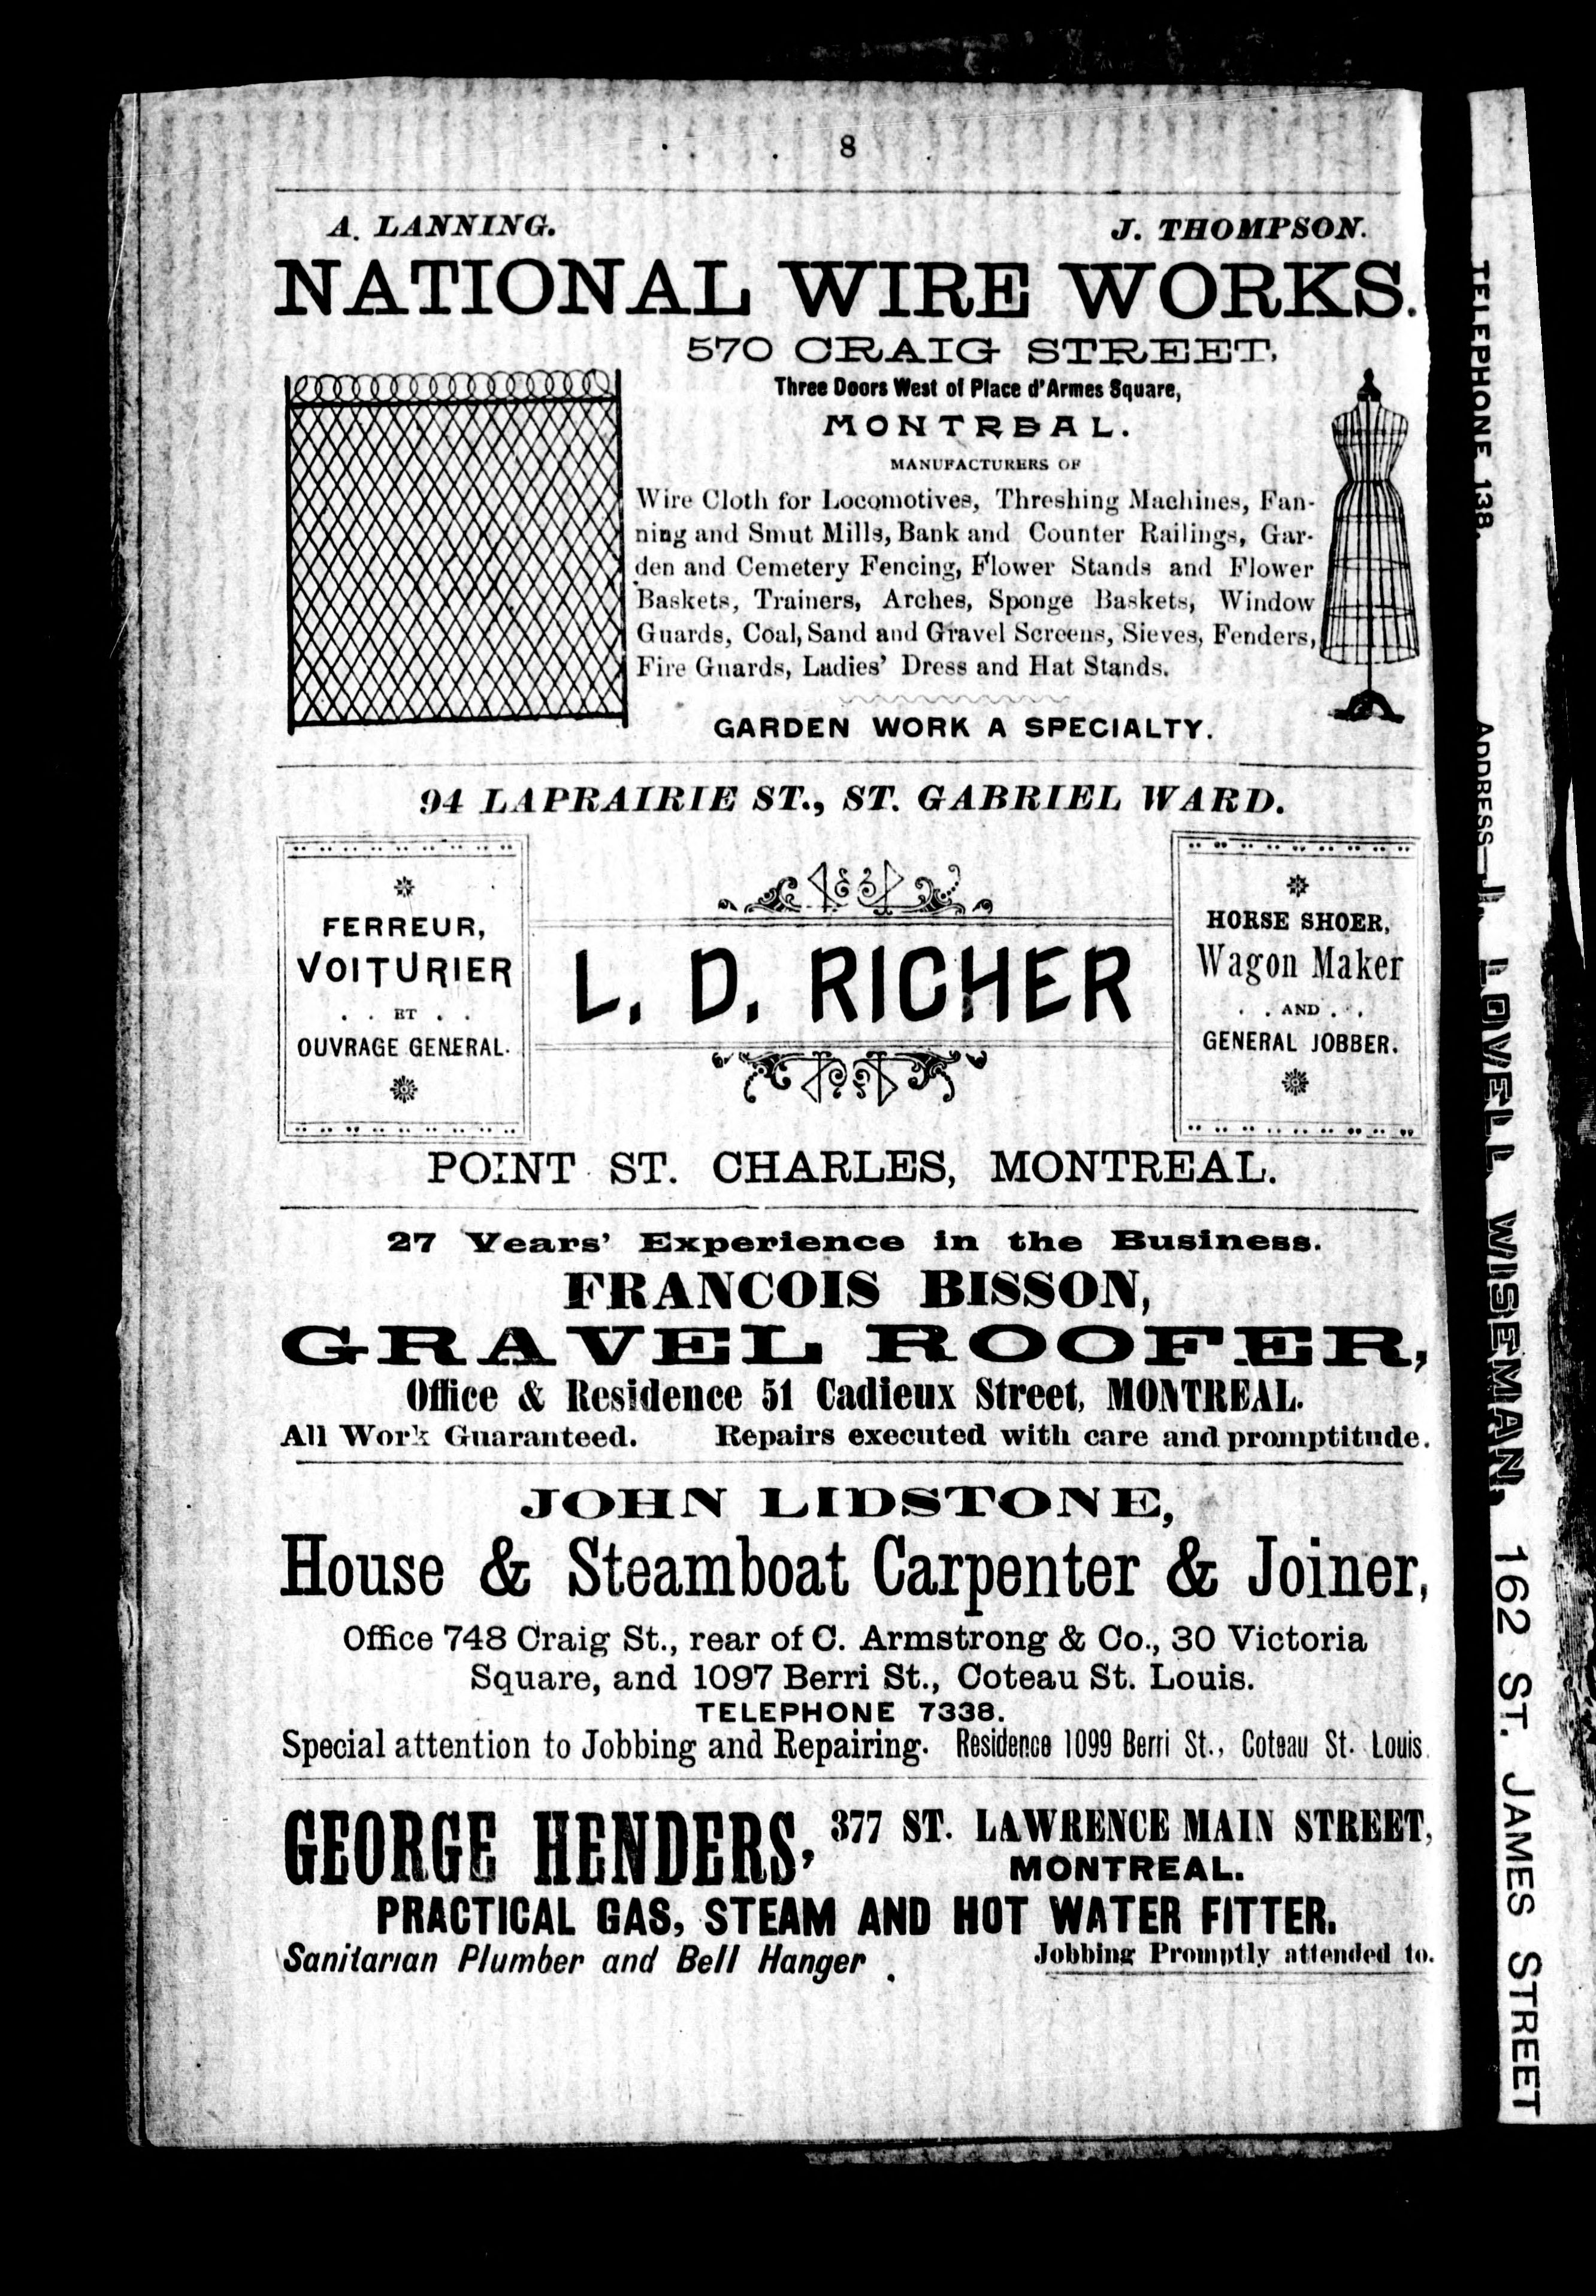 8
A. LANNING. J. THOMPSON.
NATIONAL WIRE WORKS.
570 CRAIG STREET,
Three Doors West of Place d'Armes Square,
MONTREAL.
MANUFACTURERS OF
Wire Cloth for Locomotives, Threshing Machines, Fan-
ning and Smut Mills, Bank and Counter Railings, Gar-
den and Cemetery Fencing, Flower Stands and Flower
Baskets, Trainers, Arches, Sponge Baskets, Window
Guards, Coal, Sand and Gravel Screens, Sieves, Fenders,
Fire Guards, Ladies' Dress and Hat Stands.
GARDEN WORK A SPECIALTY.
94 LAPRAIRIE ST., ST. GABRIEL WARD.
FERREUR,
VOITURIER
. . ET . .
OUVRAGE GENERAL.
L. D. RICHER
HORSE SHOER,
Wagon Maker
. . AND . .
GENERAL JOBBER.
POINT ST. CHARLES, MONTREAL.
27 Years' Experience in the Business.
FRANCOIS BISSON,
GRAVEL ROOFER,
Office & Residence 51 Cadieux Street, MONTREAL.
All Work Guaranteed. Repairs executed with care and promptitude.
JOHN LIDSTONE,
House & Steamboat Carpenter & Joiner,
Office 748 Craig St., rear of C. Armstrong & Co., 30 Victoria
Square, and 1097 Berri St., Coteau St. Louis.
TELEPHONE 7338.
Special attention to Jobbing and Repairing. Residence 1099 Berri St., Coteau St. Louis.
GEORGE HENDERS, 377 ST. LAWRENCE MAIN STREET,
MONTREAL.
PRACTICAL GAS, STEAM AND HOT WATER FITTER.
Sanitarian Plumber and Bell Hanger. Jobbing Promptly attended to.
TELEPHONE 138. ADDRESS—J. LOVELL WISEMAN, 162 ST. JAMES STREET